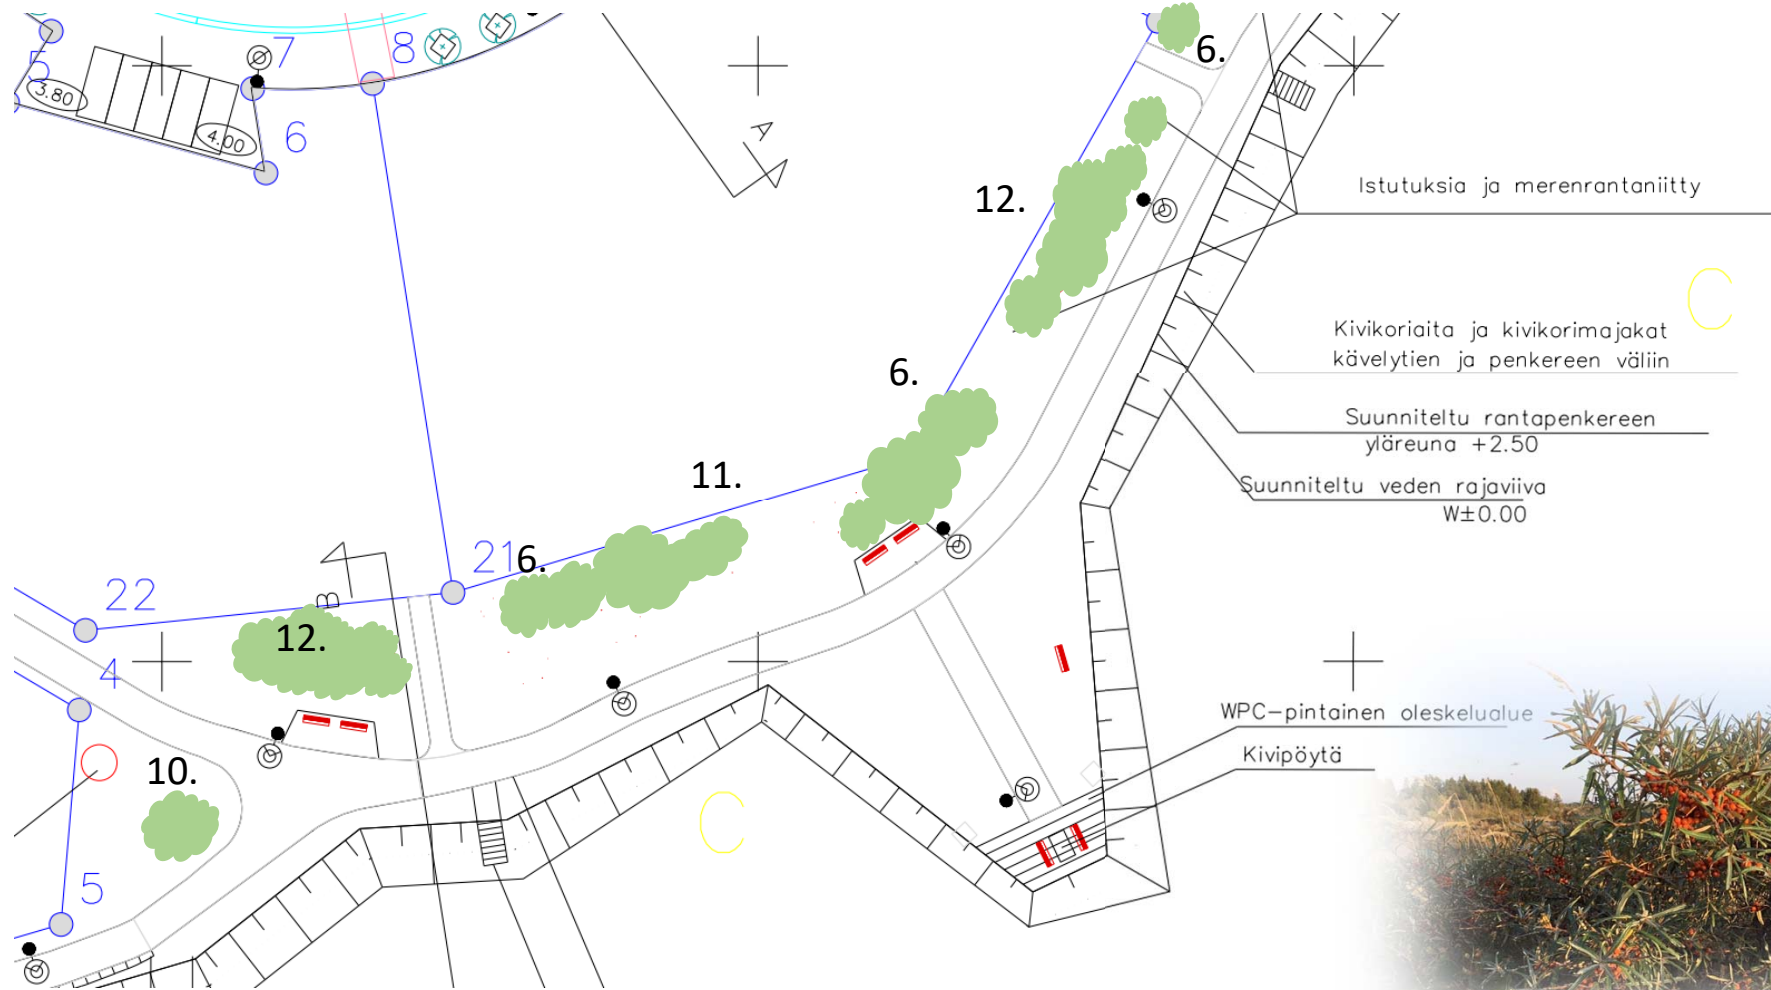 5
7
8
6.
3.80
4.00
6
A
12.
Istutuksia ja merenrantaniitty
C
Kivikoriaita ja kivikorimajakat
kävelytien ja penkereen väliin
6.
Suunniteltu rantapenkereen
yläreuna +2.50
11.
Suunniteltu veden rajaviiva
W±0.00
21
6.
22
B
12.
4
WPC-pintainen oleskelualue
Kivipöytä
10.
C
5